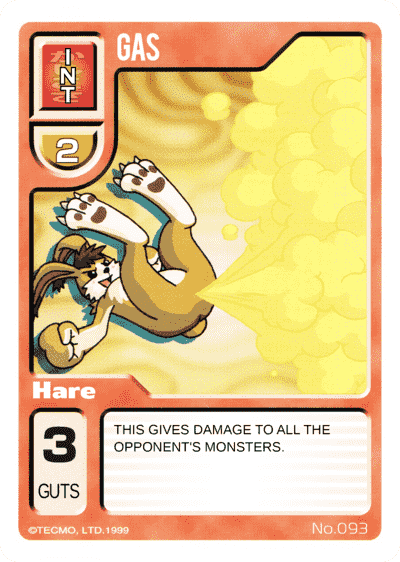 GAS
INT
2
Hare
3
GUTS
THIS GIVES DAMAGE TO ALL THE
OPPONENT'S MONSTERS.
©TECMO, LTD.1999
No.093